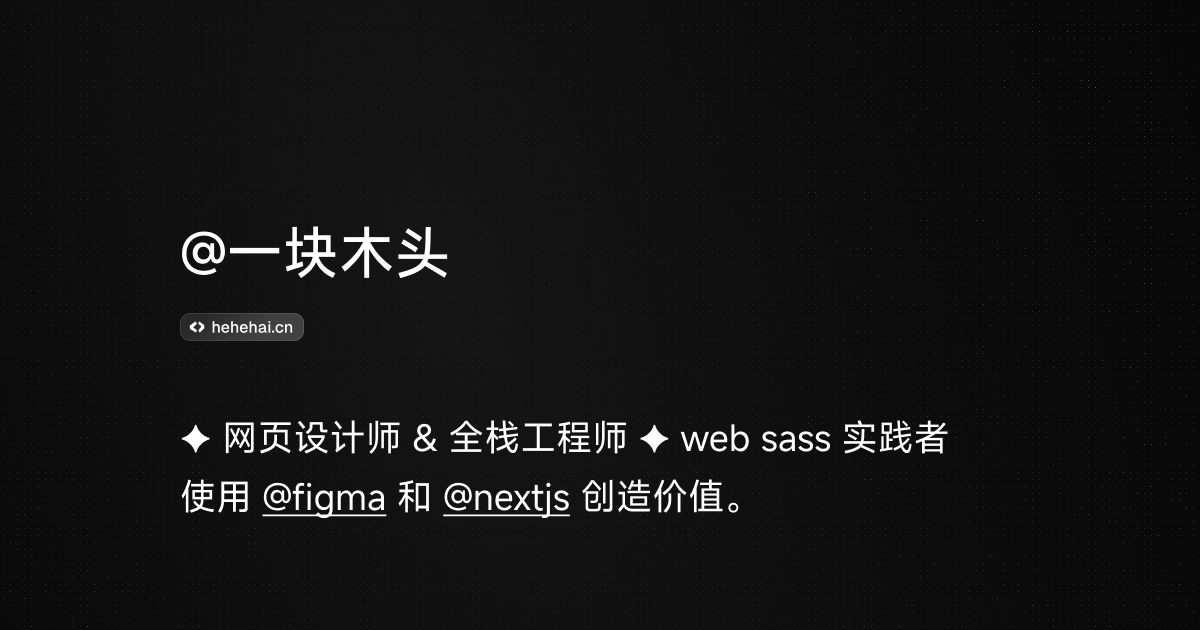 @一块木头
hehehai.cn
✦ 网页设计师 & 全栈工程师 ✦ web sass 实践者
使用 @figma 和 @nextjs 创造价值。